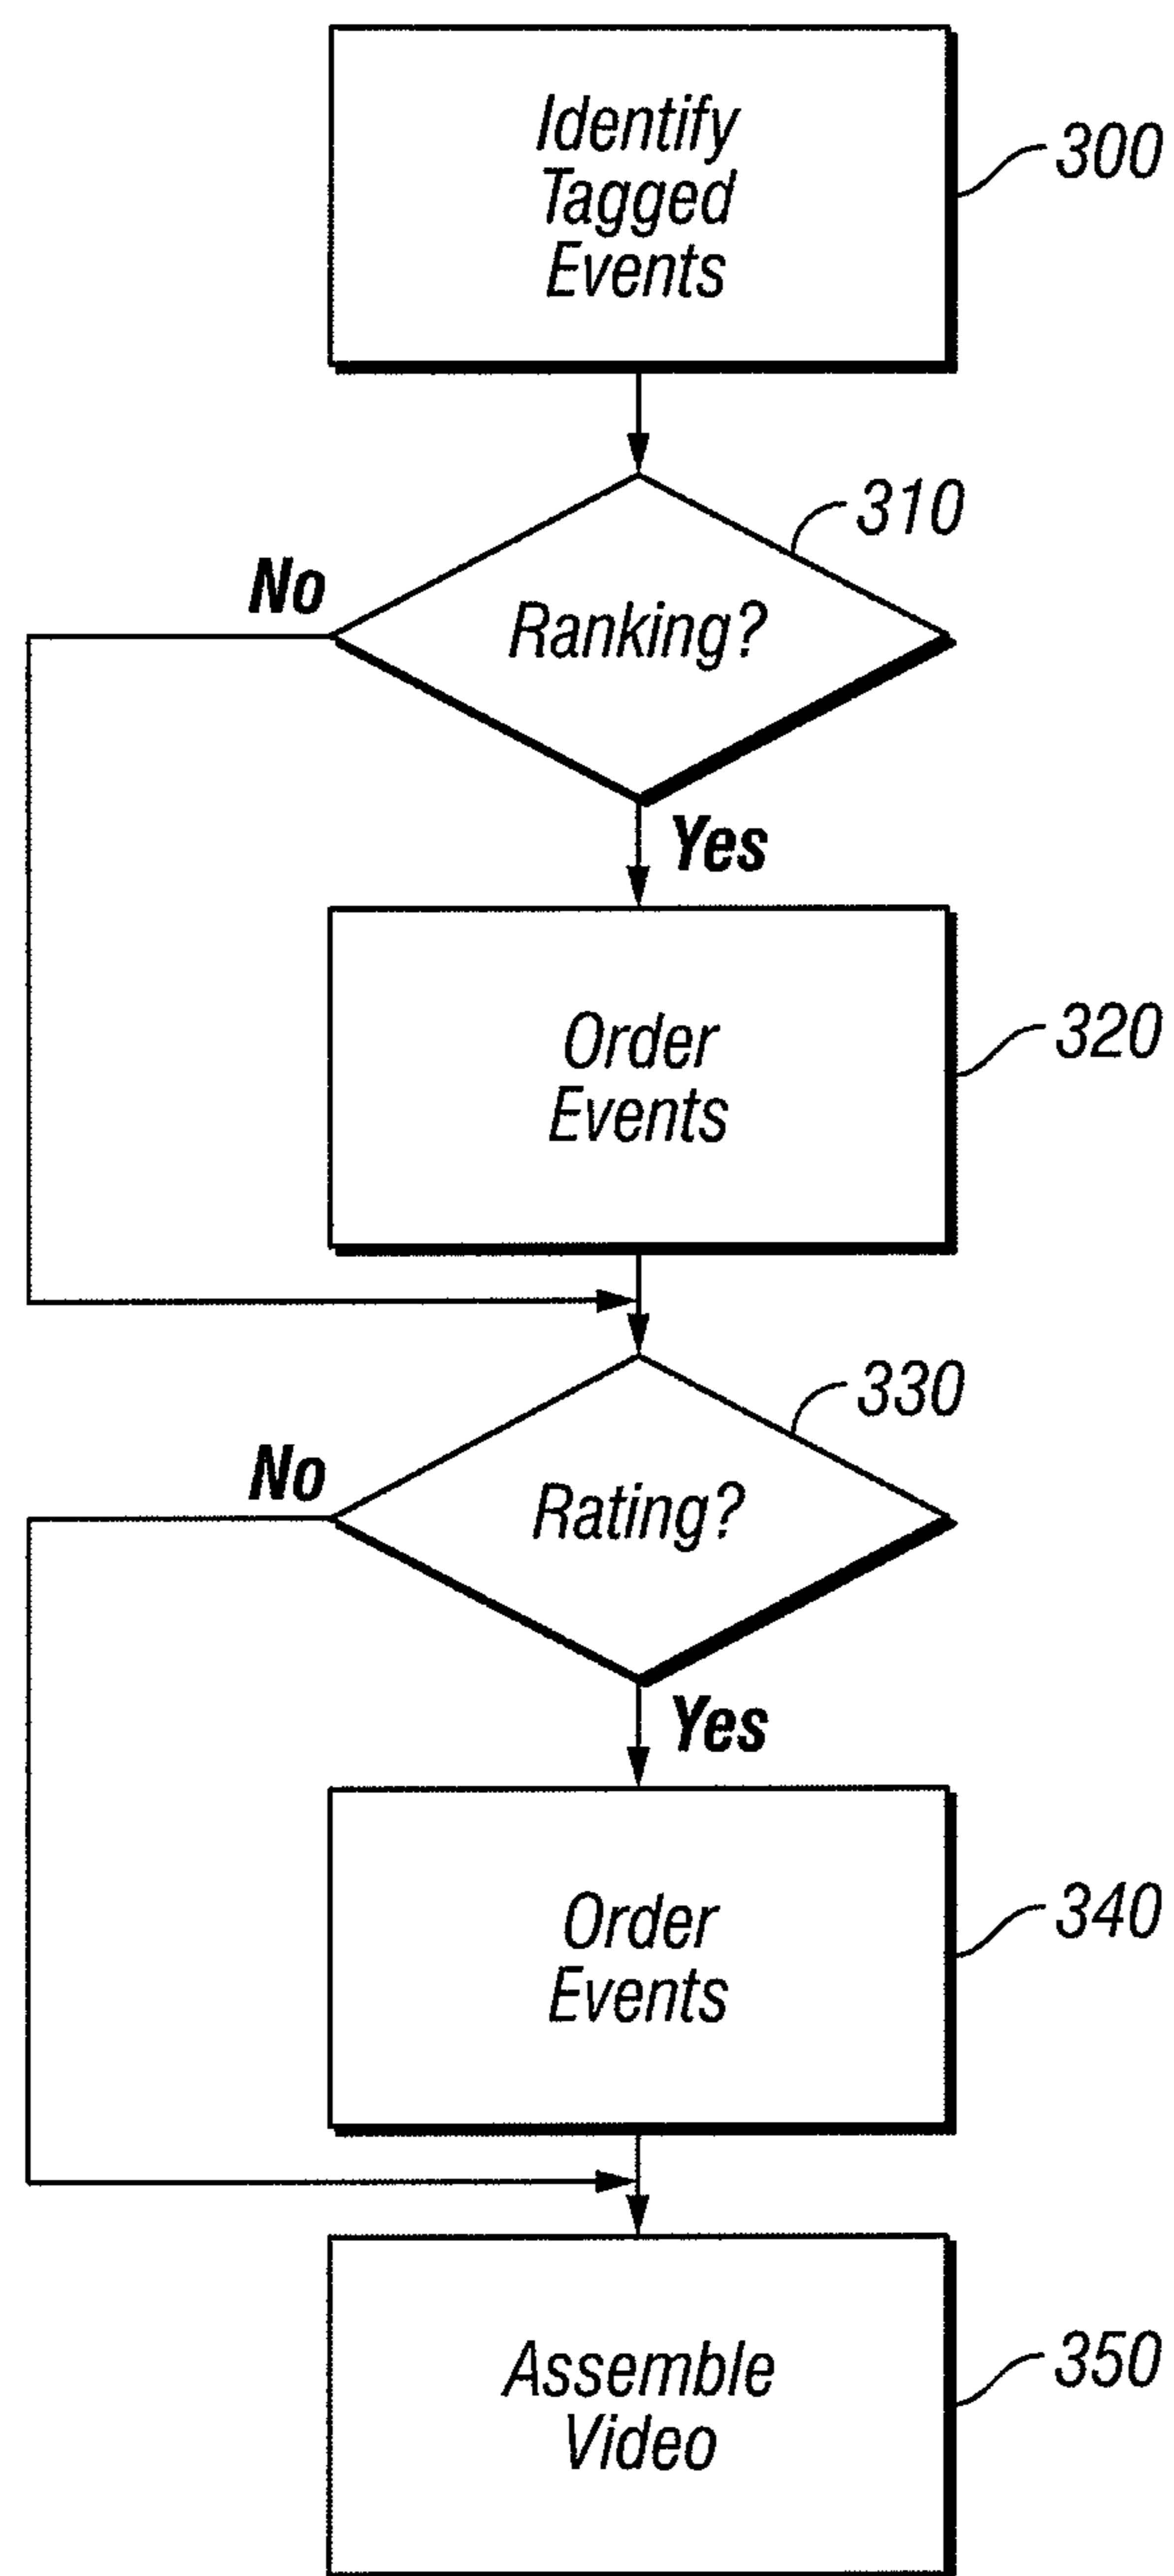 Identify
Tagged
Events
300
310
No
Ranking?
Yes
Order
Events
320
330
No
Rating?
Yes
Order
Events
340
Assemble
Video
350